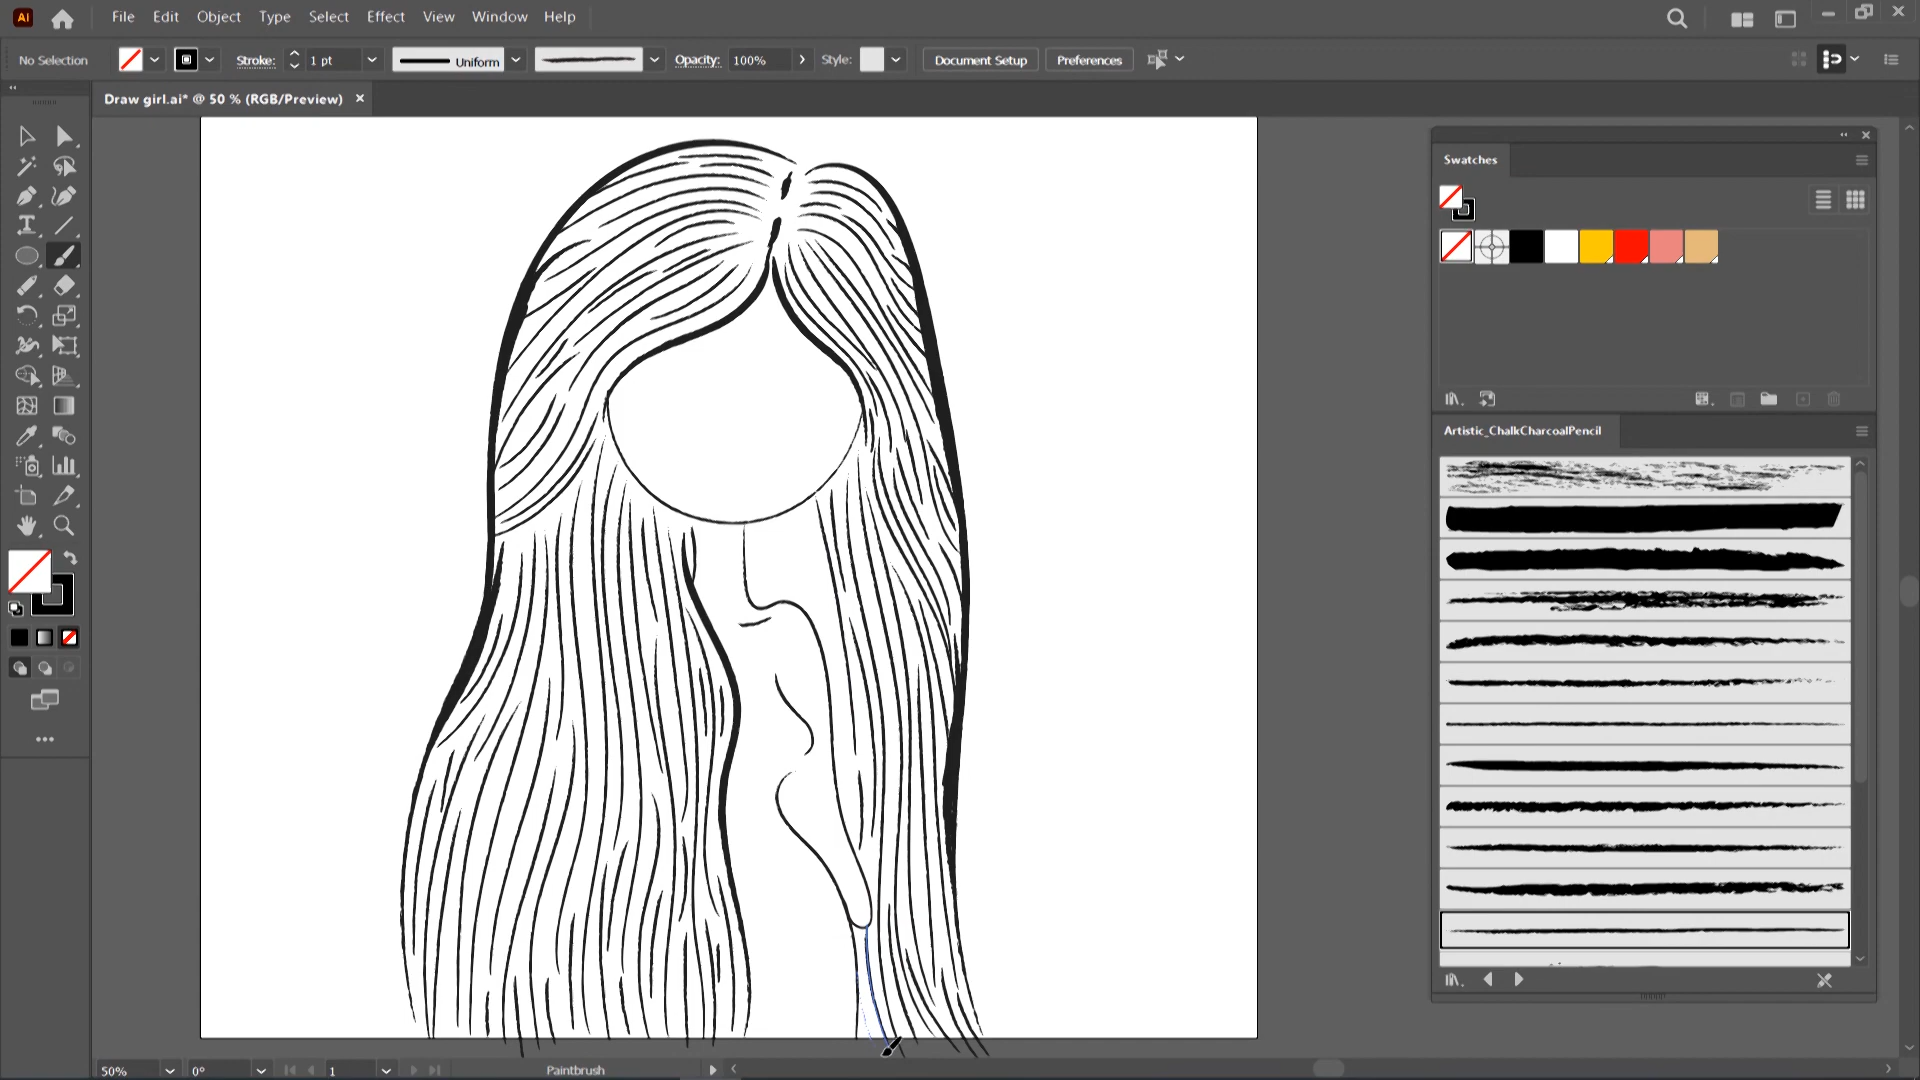 Ai File Edit Object Type Select Effect View Window Help
No Selection Stroke: 1 pt Uniform Opacity: 100% Style: Document Setup Preferences
Draw girl.ai* @ 50 % (RGB/Preview)
Swatches
Artistic_ChalkCharcoalPencil
50% 0° 1 Paintbrush